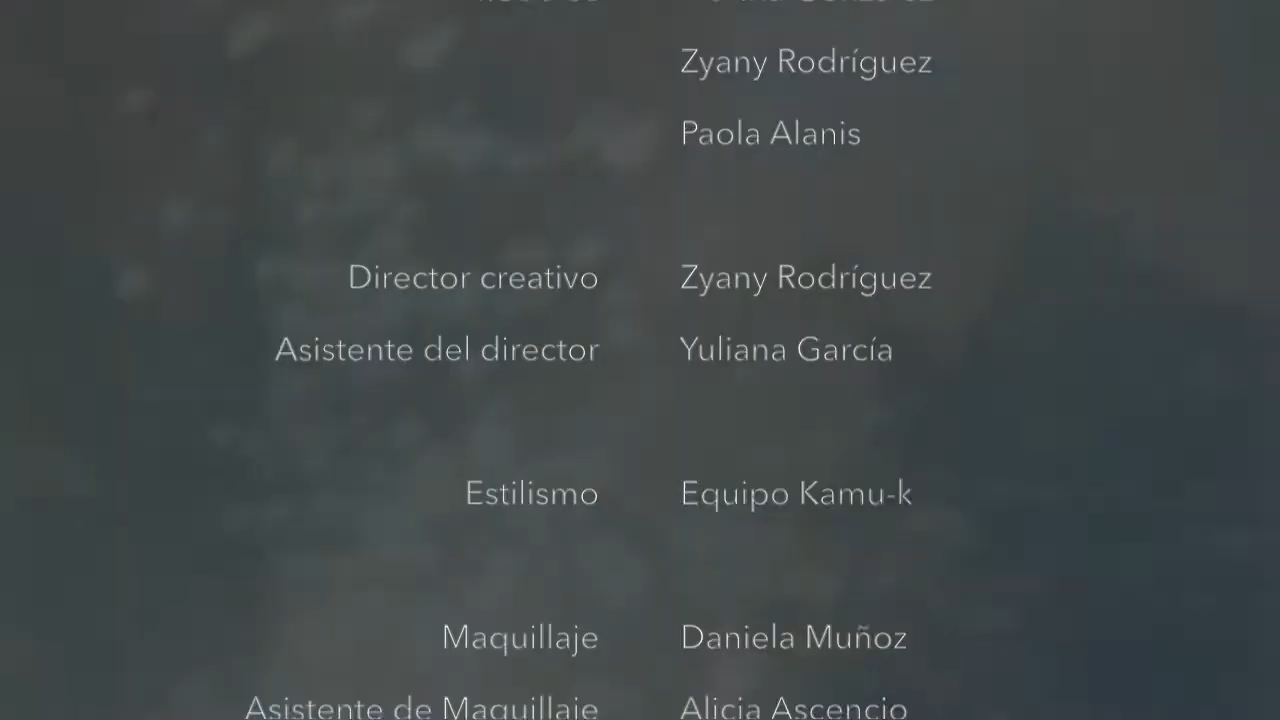 Zyany Rodríguez
Paola Alanis
Director creativo Zyany Rodríguez
Asistente del director Yuliana García
Estilismo Equipo Kamu-k
Maquillaje Daniela Muñoz
Asistente de Maquillaje Alicia Ascencio